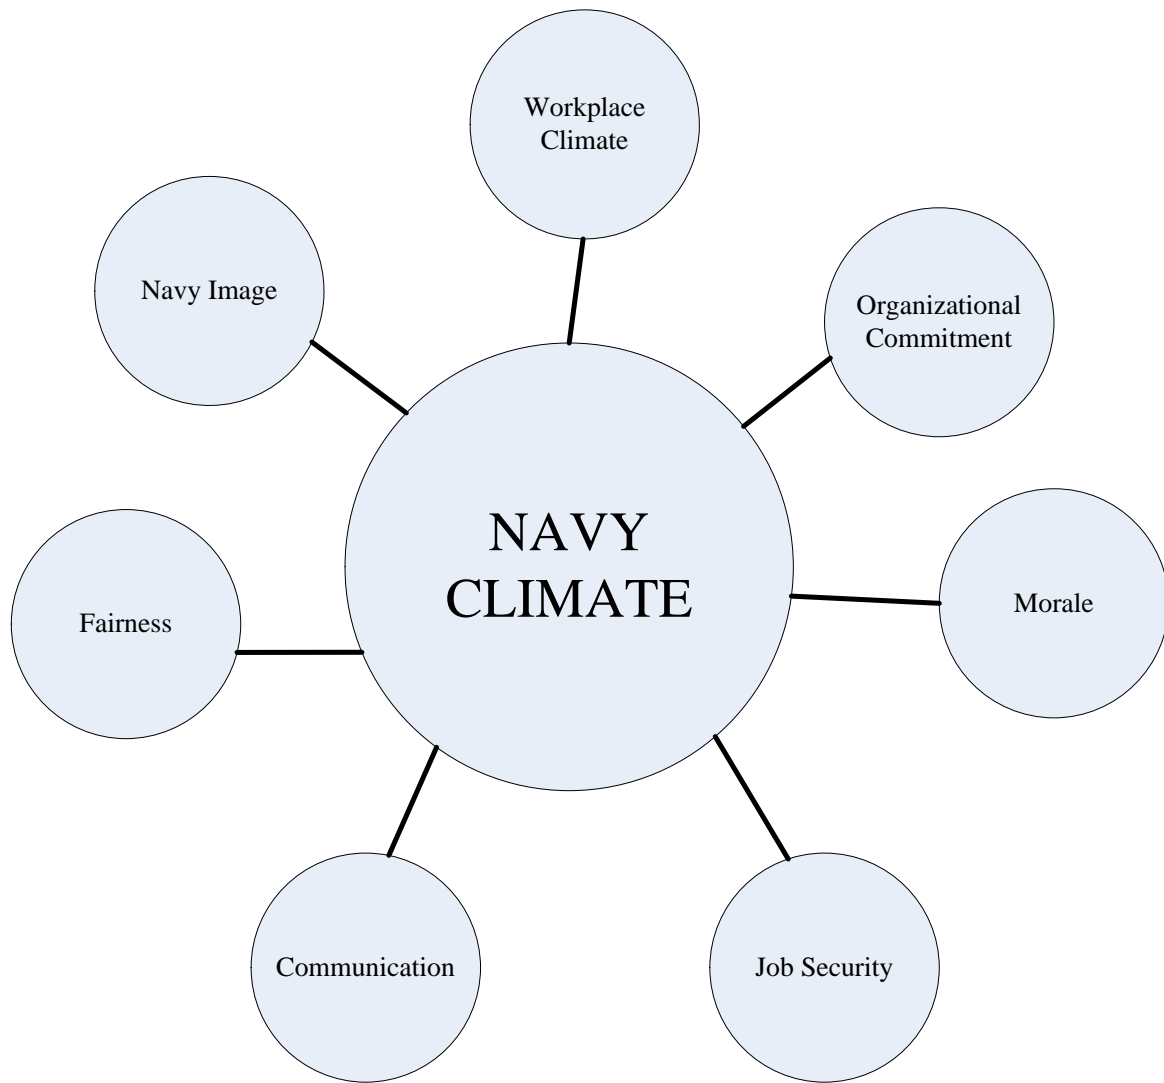 Workplace
Climate
Navy Image
Organizational
Commitment
NAVY
CLIMATE
Morale
Fairness
Communication
Job Security